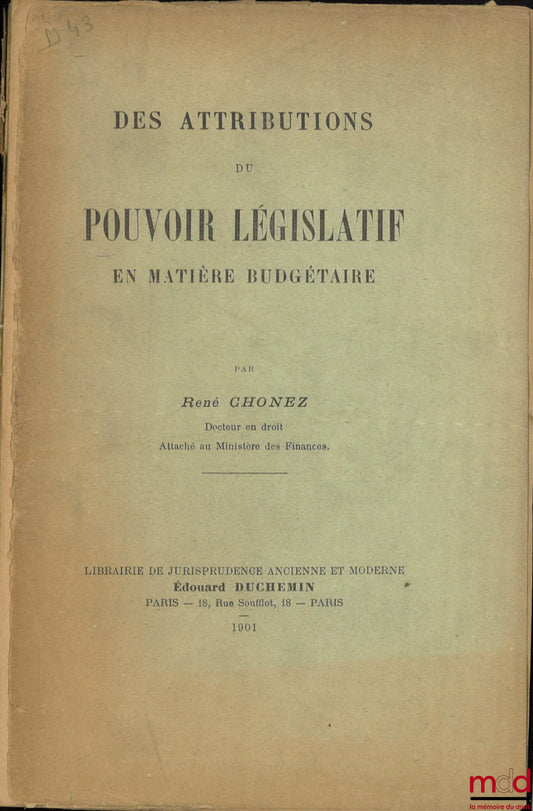 D 43
DES ATTRIBUTIONS
DU
POUVOIR LÉGISLATIF
EN MATIÈRE BUDGÉTAIRE
PAR
René CHONEZ
Docteur en droit
Attaché au Ministère des Finances.
LIBRAIRIE DE JURISPRUDENCE ANCIENNE ET MODERNE
Édouard DUCHEMIN
PARIS — 18, Rue Soufflot, 18 — PARIS
1901
mdd
la mémoire du droit